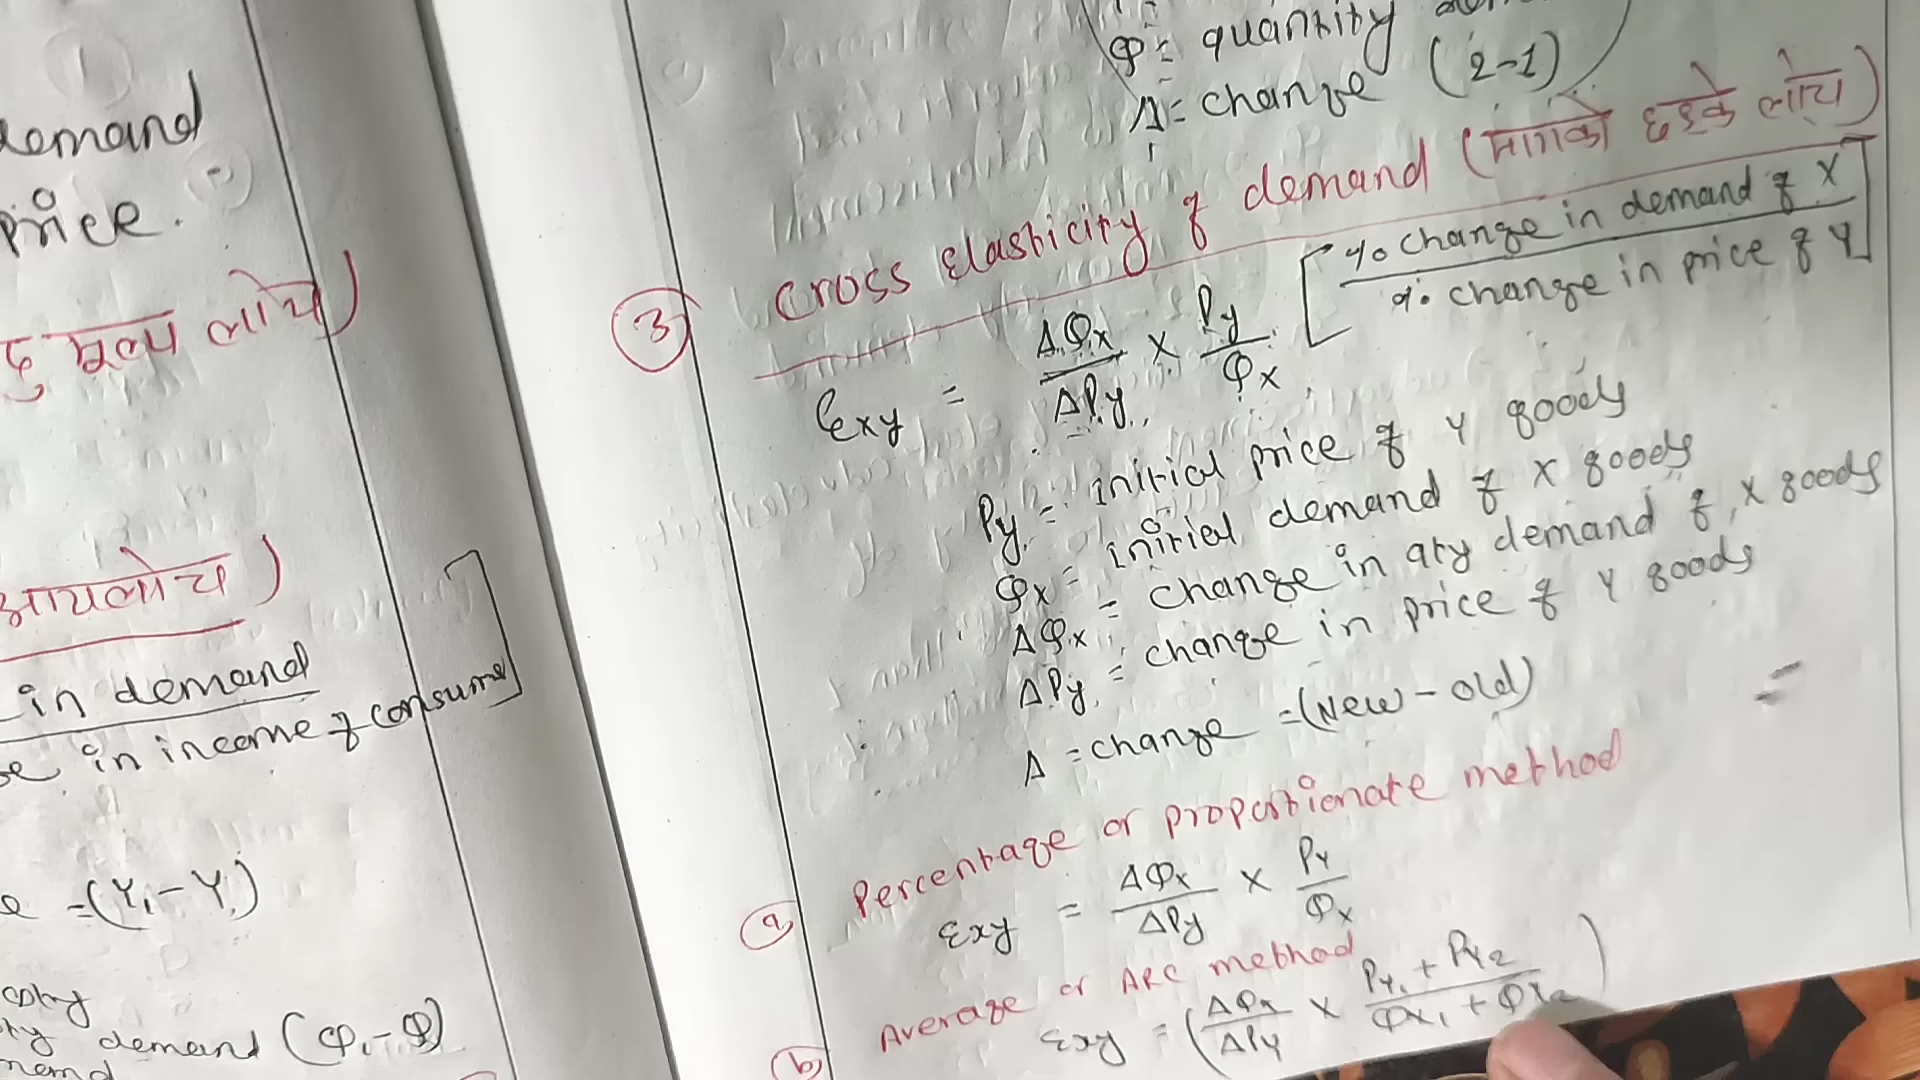 demand
price.
मूल्य लोच)
आयलोच)
in demand
in income of consumer]
= (Y₁ - Y)
demand (Q₁ - Q)
Q = quantity
Δ = change (2-1)
③ Cross Elasticity of demand (मागको
Exy = ΔQx/ΔPy × Py/Qx [% change in demand of X / % change in price of Y]
Py = initial price of Y goods
Qx = initial demand of X goods
ΔQx = change in qty demand of X goods
ΔPy = change in price of Y goods
Δ = change = (New - Old)
ⓐ Percentage or proportionate method
Exy = ΔQx/ΔPy × Py/Qx
ⓑ Average or ARC method
Exy = (ΔQx/ΔPy × Py₁ + Py₂/Qx₁ + Qx₂)